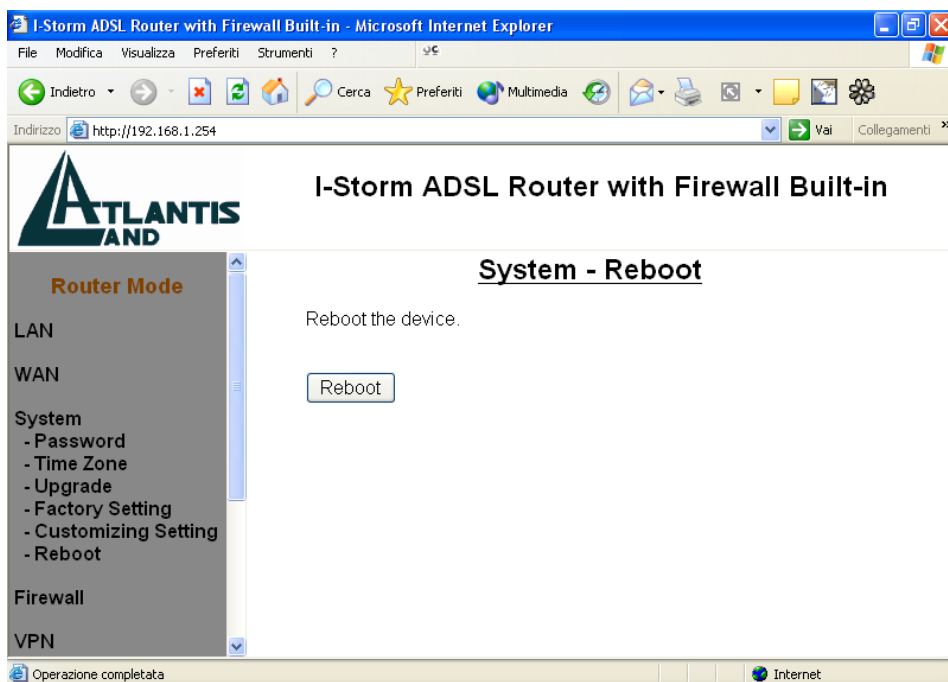 I-Storm ADSL Router with Firewall Built-in - Microsoft Internet Explorer
File Modifica Visualizza Preferiti Strumenti ?
Indietro Cerca Preferiti Multimedia
Indirizzo http://192.168.1.254 Vai Collegamenti »
ATLANTIS
LAND
I-Storm ADSL Router with Firewall Built-in
Router Mode
LAN
WAN
System
- Password
- Time Zone
- Upgrade
- Factory Setting
- Customizing Setting
- Reboot
Firewall
VPN
System - Reboot
Reboot the device.
Reboot
Operazione completata Internet